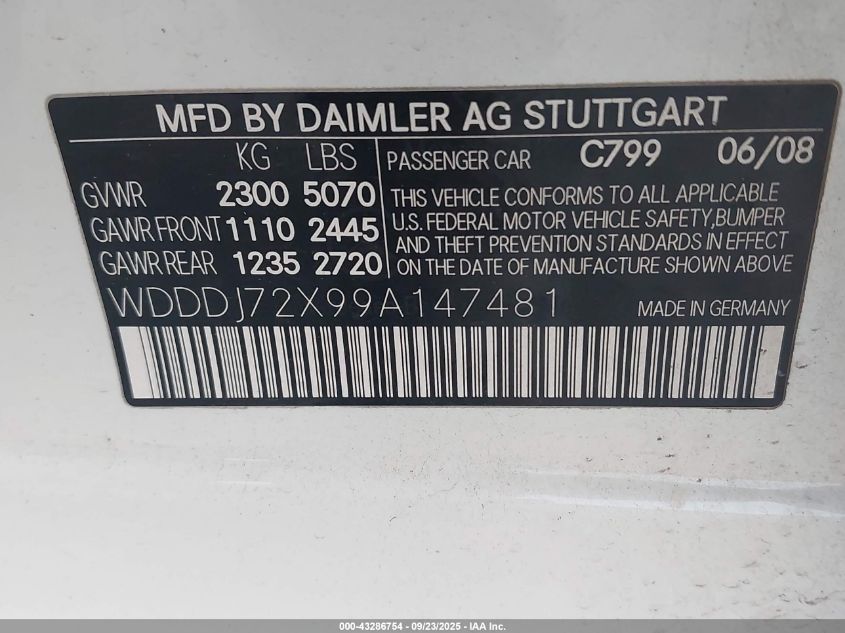 MFD BY DAIMLER AG STUTTGART
KG LBS
GVWR 2300 5070
GAWR FRONT 1110 2445
GAWR REAR 1235 2720
PASSENGER CAR C799 06/08
THIS VEHICLE CONFORMS TO ALL APPLICABLE
U.S. FEDERAL MOTOR VEHICLE SAFETY,BUMPER
AND THEFT PREVENTION STANDARDS IN EFFECT
ON THE DATE OF MANUFACTURE SHOWN ABOVE
WDDDJ72X99A147481 MADE IN GERMANY
000-43286754 - 09/23/2025 - IAA Inc.